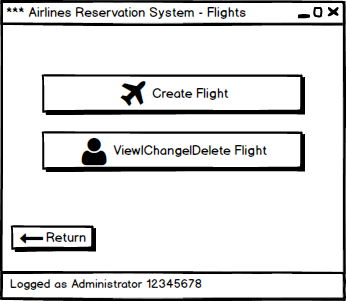 *** Airlines Reservation System - Flights
Create Flight
View|Change|Delete Flight
Return
Logged as Administrator 12345678